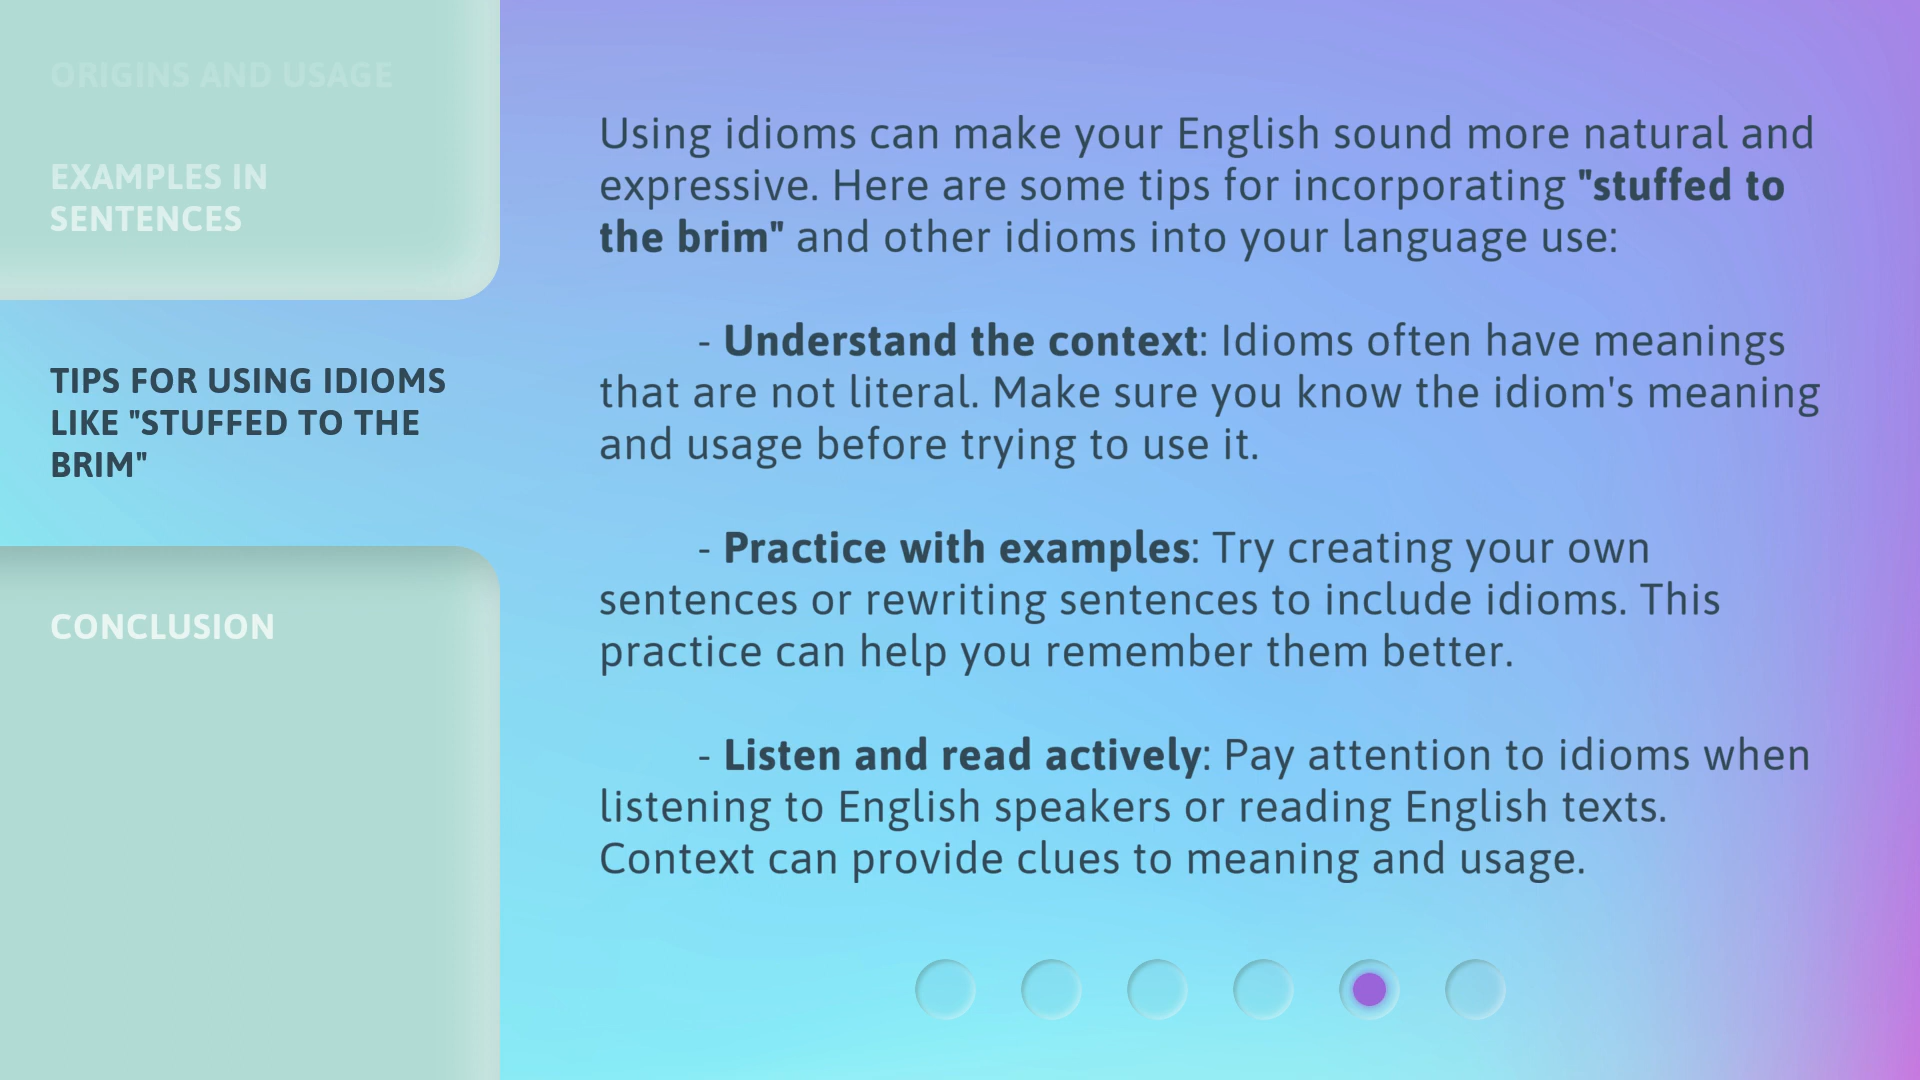 ORIGINS AND USAGE
EXAMPLES IN
SENTENCES
TIPS FOR USING IDIOMS
LIKE "STUFFED TO THE
BRIM"
CONCLUSION
Using idioms can make your English sound more natural and
expressive. Here are some tips for incorporating "stuffed to
the brim" and other idioms into your language use:
- Understand the context: Idioms often have meanings
that are not literal. Make sure you know the idiom's meaning
and usage before trying to use it.
- Practice with examples: Try creating your own
sentences or rewriting sentences to include idioms. This
practice can help you remember them better.
- Listen and read actively: Pay attention to idioms when
listening to English speakers or reading English texts.
Context can provide clues to meaning and usage.